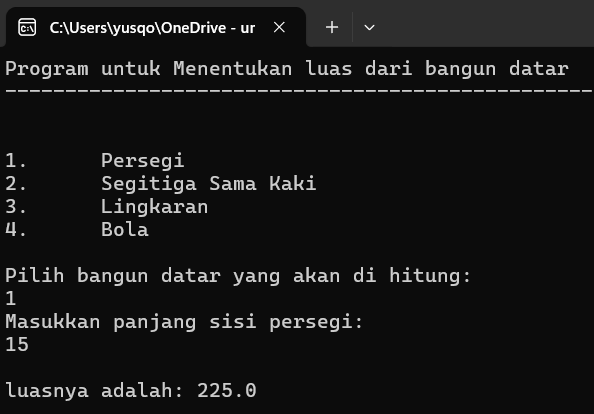 C:\Users\yusqo\OneDrive - ur
Program untuk Menentukan luas dari bangun datar
-------------------------------------------------
1. Persegi
2. Segitiga Sama Kaki
3. Lingkaran
4. Bola
Pilih bangun datar yang akan di hitung:
1
Masukkan panjang sisi persegi:
15
luasnya adalah: 225.0